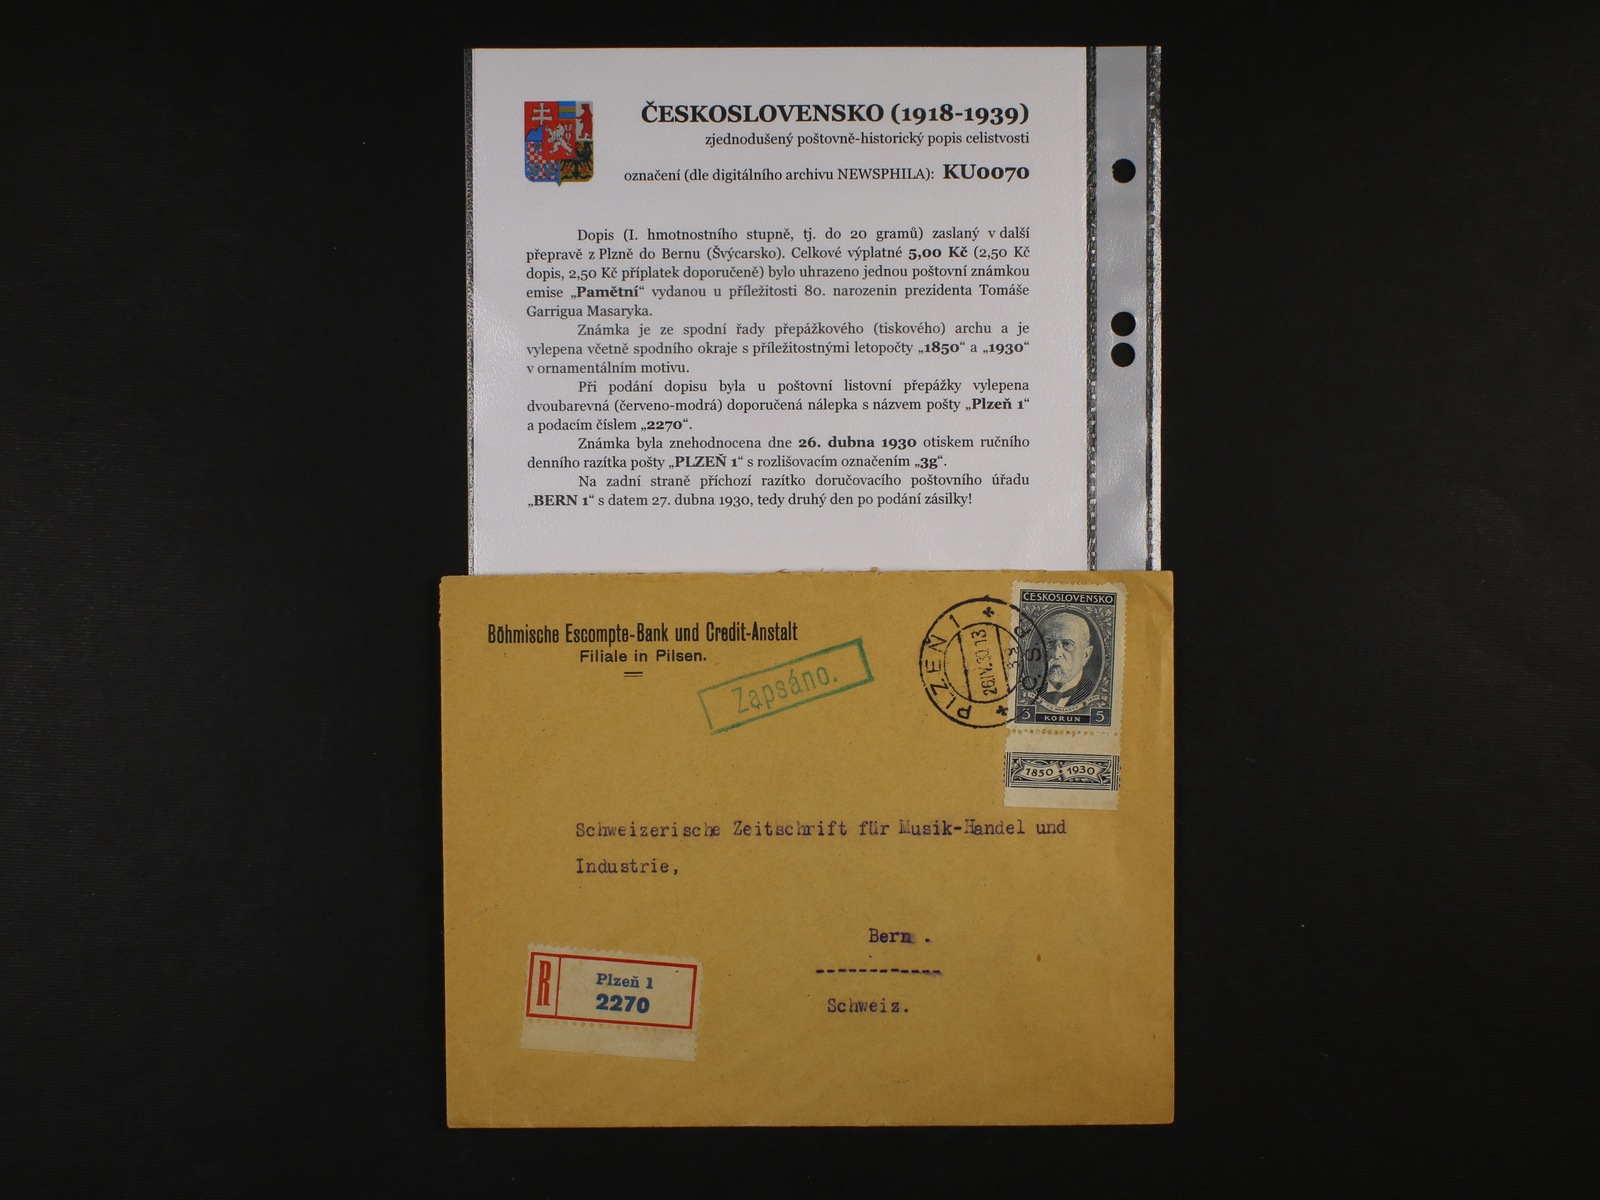 ČESKOSLOVENSKO (1918-1939)
zjednodušený poštovně-historický popis celistvosti
označení (dle digitálního archivu NEWSPHILA): KU0070
Dopis (I. hmotnostního stupně, tj. do 20 gramů) zaslaný v další
přepravě z Plzně do Bernu (Švýcarsko). Celkové výplatné 5,00 Kč (2,50 Kč
dopis, 2,50 Kč příplatek doporučeně) bylo uhrazeno jednou poštovní známkou
emise „Pamětní“ vydanou u příležitosti 80. narozenin prezidenta Tomáše
Garrigua Masaryka.
Známka je ze spodní řady přepážkového (tiskového) archu a je
vylepena včetně spodního okraje s příležitostnými letopočty „1850“ a „1930“
v ornamentálním motivu.
Při podání dopisu byla u poštovní listovní přepážky vylepena
dvoubarevná (červeno-modrá) doporučená nálepka s názvem pošty „Plzeň 1“
a podacím číslem „2270“.
Známka byla znehodnocena dne 26. dubna 1930 otiskem ručního
denního razítka pošty „PLZEŇ 1“ s rozlišovacím označením „3g“.
Na zadní straně příchozí razítko doručovacího poštovního úřadu
„BERN 1“ s datem 27. dubna 1930, tedy druhý den po podání zásilky!
Böhmische Escompte-Bank und Credit-Anstalt
Filiale in Pilsen.
Zapsáno.
PLZEŇ 1
26.IV.30.13
Č.S.P.
ČESKOSLOVENSKO
5 KORUN 5
1850 1930
Schweizerische Zeitschrift für Musik-Handel und
Industrie,
Bern.
Schweiz.
R
Plzeň 1
2270